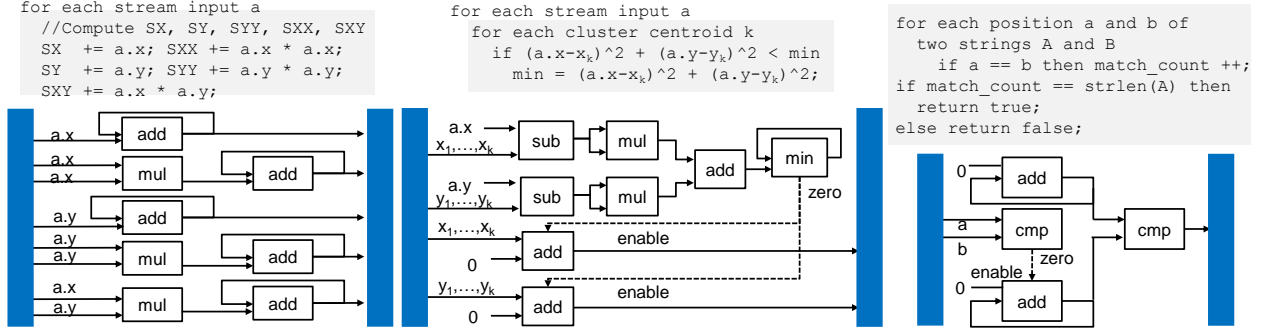 for each stream input a
//Compute SX, SY, SYY, SXX, SXY
SX += a.x; SXX += a.x * a.x;
SY += a.y; SYY += a.y * a.y;
SXY += a.x * a.y;
a.x
add
a.x
a.x
mul
add
a.y
add
a.y
a.y
mul
add
a.x
a.y
mul
add
for each stream input a
for each cluster centroid k
if (a.x-xₖ)^2 + (a.y-yₖ)^2 < min
min = (a.x-xₖ)^2 + (a.y-yₖ)^2;
a.x
x₁,...,xₖ
sub
mul
add
min
a.y
y₁,...,yₖ
sub
mul
zero
x₁,...,xₖ
0
add
enable
y₁,...,yₖ
0
add
enable
for each position a and b of
two strings A and B
if a == b then match_count ++;
if match_count == strlen(A) then
return true;
else return false;
0
add
a
b
cmp
cmp
zero
enable
0
add